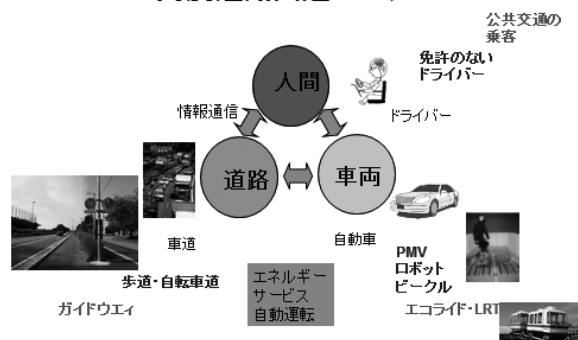 公共交通の
乗客
免許のない
ドライバー
人間
情報通信
ドライバー
道路
車両
車道
自動車
歩道・自転車道
PMV
ロボット
ビークル
エネルギー
サービス
自動運転
ガイドウエィ
エコライド・LRT